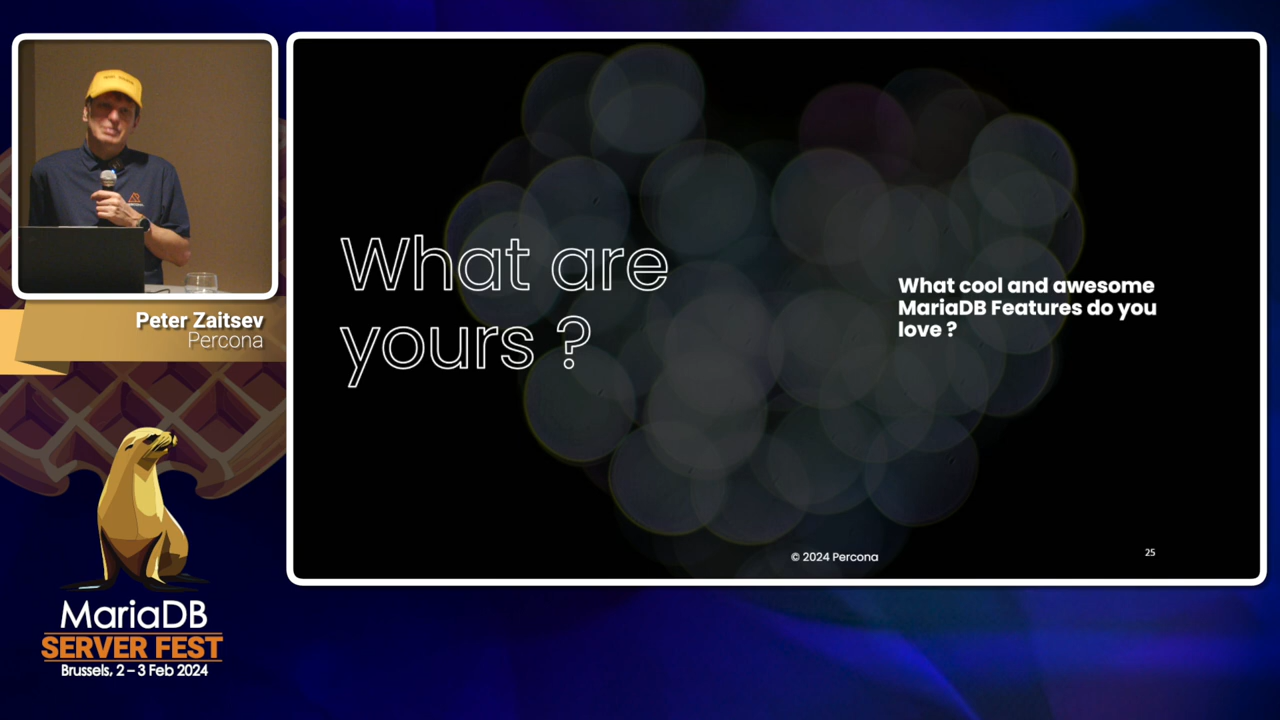 Peter Zaitsev
Percona
MariaDB
SERVER FEST
Brussels, 2 – 3 Feb 2024
What are
yours ?
What cool and awesome
MariaDB Features do you
love ?
© 2024 Percona
25